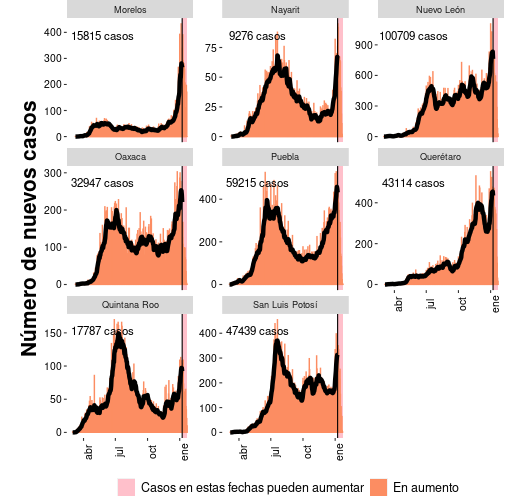 Número de nuevos casos
Morelos
Nayarit
Nuevo León
15815 casos
9276 casos
100709 casos
400
300
200
100
0
75
50
25
0
900
600
300
0
Oaxaca
Puebla
Querétaro
32947 casos
59215 casos
43114 casos
300
200
100
0
400
200
0
400
200
0
Quintana Roo
San Luis Potosí
17787 casos
47439 casos
150
100
50
0
400
300
200
100
0
abr jul oct ene
abr jul oct ene
abr jul oct ene
Casos en estas fechas pueden aumentar
En aumento